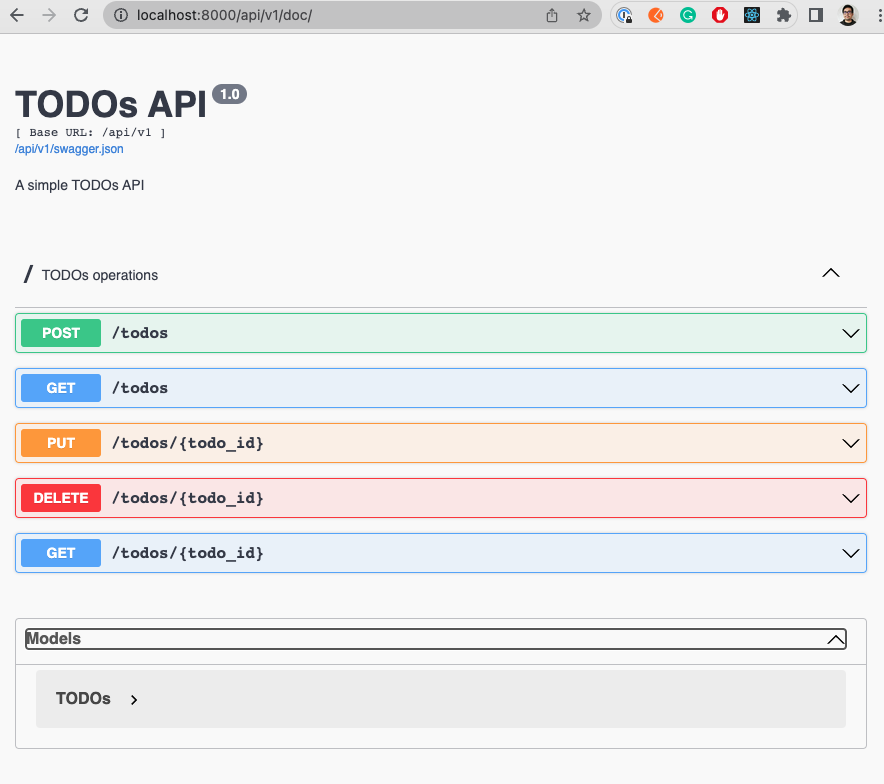 localhost:8000/api/v1/doc/
TODOs API 1.0
[ Base URL: /api/v1 ]
/api/v1/swagger.json
A simple TODOs API
/ TODOs operations
POST /todos
GET /todos
PUT /todos/{todo_id}
DELETE /todos/{todo_id}
GET /todos/{todo_id}
Models
TODOs